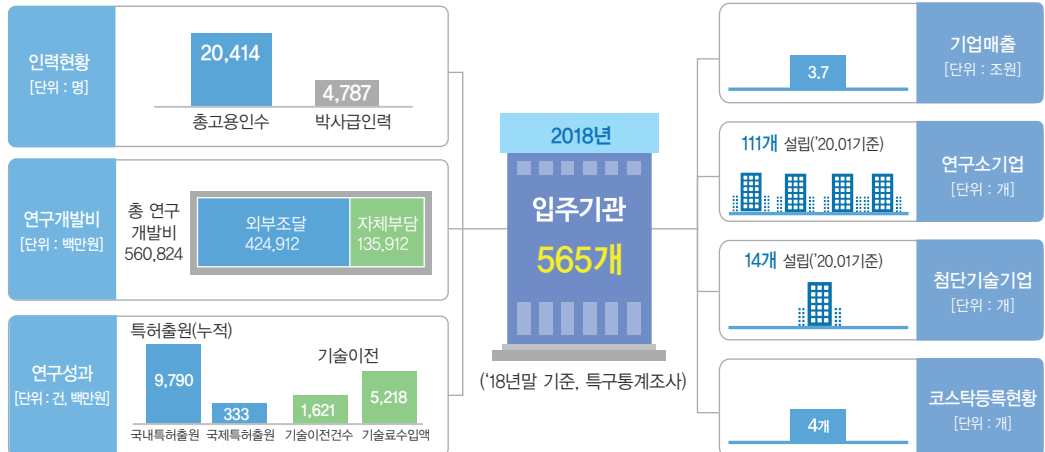 인력현황
[단위 : 명]
20,414
4,787
총고용인수
박사급인력
연구개발비
[단위 : 백만원]
총 연구
개발비
560,824
외부조달
424,912
자체부담
135,912
연구성과
[단위 : 건, 백만원]
특허출원(누적)
기술이전
9,790
333
1,621
5,218
국내특허출원
국제특허출원
기술이전건수
기술료수입액
2018년
입주기관
565개
(‘18년말 기준, 특구통계조사)
3.7
기업매출
[단위 : 조원]
111개 설립(’20.01기준)
연구소기업
[단위 : 개]
14개 설립(’20.01기준)
첨단기술기업
[단위 : 개]
4개
코스탁등록현황
[단위 : 개]